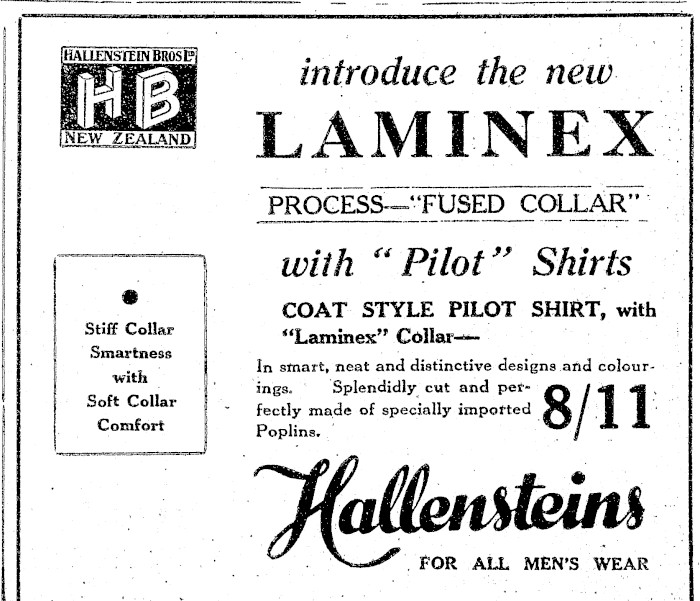 HALLENSTEIN BROS LTD
HB
NEW ZEALAND
introduce the new
LAMINEX
PROCESS—"FUSED COLLAR"
with "Pilot" Shirts
COAT STYLE PILOT SHIRT, with
"Laminex" Collar—
In smart, neat and distinctive designs and colour-
ings. Splendidly cut and per-
fectly made of specially imported
Poplins.
8/11
Stiff Collar
Smartness
with
Soft Collar
Comfort
Hallensteins
FOR ALL MEN'S WEAR